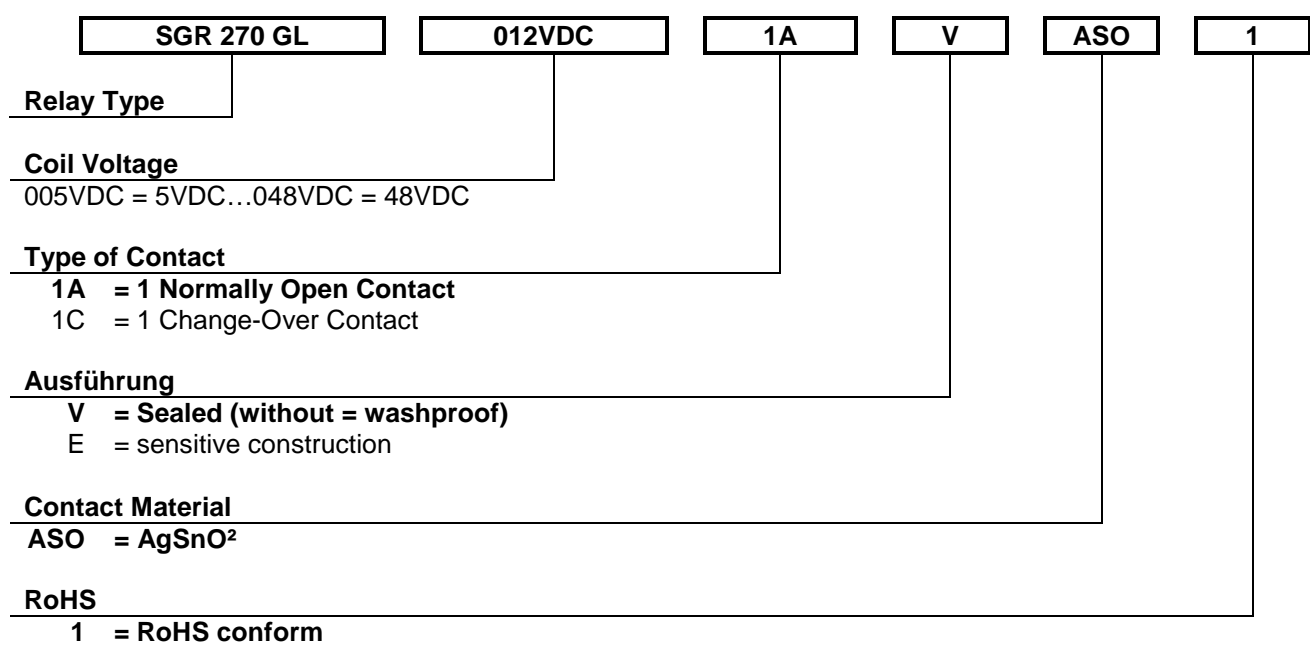 SGR 270 GL 012VDC 1A V ASO 1
Relay Type
Coil Voltage
005VDC = 5VDC…048VDC = 48VDC
Type of Contact
1A = 1 Normally Open Contact
1C = 1 Change-Over Contact
Ausführung
V = Sealed (without = washproof)
E = sensitive construction
Contact Material
ASO = AgSnO²
RoHS
1 = RoHS conform